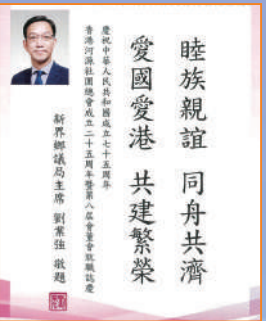 睦族親誼 同舟共濟
愛國愛港 共建繁榮
慶祝中華人民共和國成立七十五周年
香港河源社團總會成立二十五周年暨第八屆會董會就職誌慶
新界鄉議局主席 劉業強 敬題